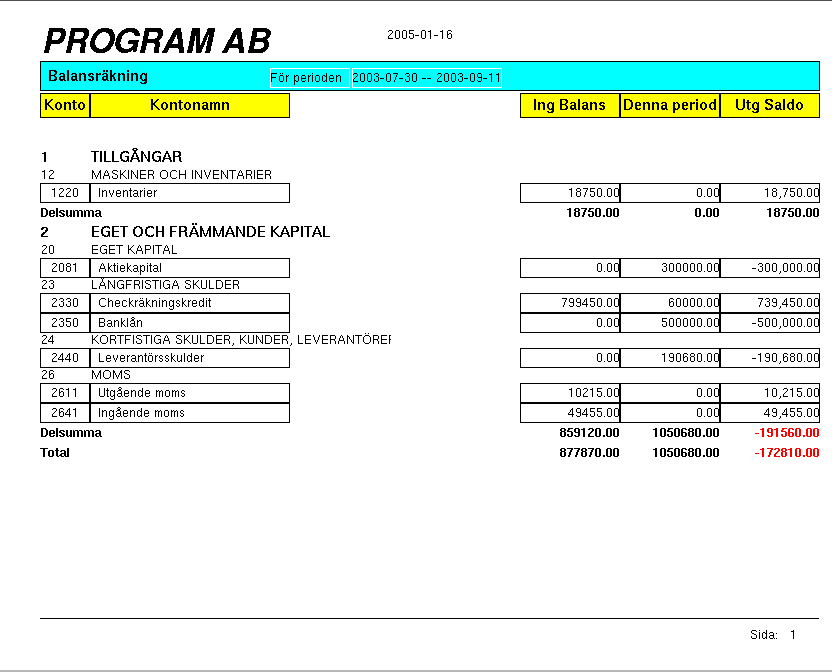 PROGRAM AB 2005-01-16
Balansräkning För perioden 2003-07-30 -- 2003-09-11
Konto Kontonamn Ing Balans Denna period Utg Saldo
1 TILLGÅNGAR
12 MASKINER OCH INVENTARIER
1220 Inventarier 18750.00 0.00 18,750.00
Delsumma 18750.00 0.00 18750.00
2 EGET OCH FRÄMMANDE KAPITAL
20 EGET KAPITAL
2081 Aktiekapital 0.00 300000.00 -300,000.00
23 LÅNGFRISTIGA SKULDER
2330 Checkräkningskredit 799450.00 60000.00 739,450.00
2350 Banklån 0.00 500000.00 -500,000.00
24 KORTFISTIGA SKULDER, KUNDER, LEVERANTÖRER
2440 Leverantörsskulder 0.00 190680.00 -190,680.00
26 MOMS
2611 Utgående moms 10215.00 0.00 10,215.00
2641 Ingående moms 49455.00 0.00 49,455.00
Delsumma 859120.00 1050680.00 -191560.00
Total 877870.00 1050680.00 -172810.00
Sida: 1